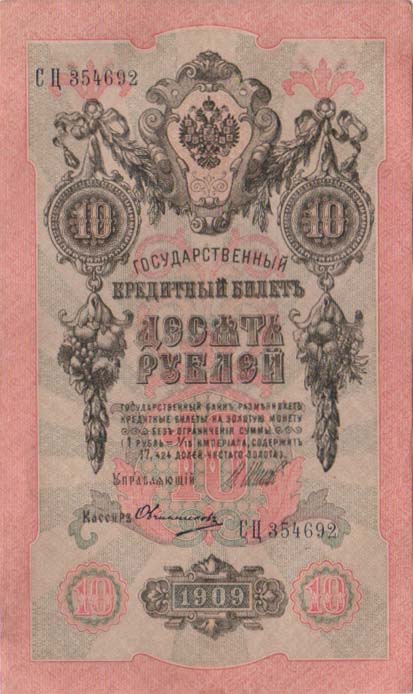 СЦ 354692
10 10
ГОСУДАРСТВЕННЫЙ
КРЕДИТНЫЙ БИЛЕТЪ
ДЕСЯТЬ
РУБЛЕЙ
ГОСУДАРСТВЕННЫЙ БАНКЪ РАЗМѢНИВАЕТЪ
КРЕДИТНЫЕ БИЛЕТЫ НА ЗОЛОТУЮ МОНЕТУ
БЕЗЪ ОГРАНИЧЕНІЯ СУММЫ
(1 РУБЛЬ = 1/15 ИМПЕРІАЛА, СОДЕРЖИТЪ
17,424 ДОЛЕЙ ЧИСТАГО ЗОЛОТА).
10
Управляющій
Кассиръ Овчинниковъ
СЦ 354692
10 1909 10